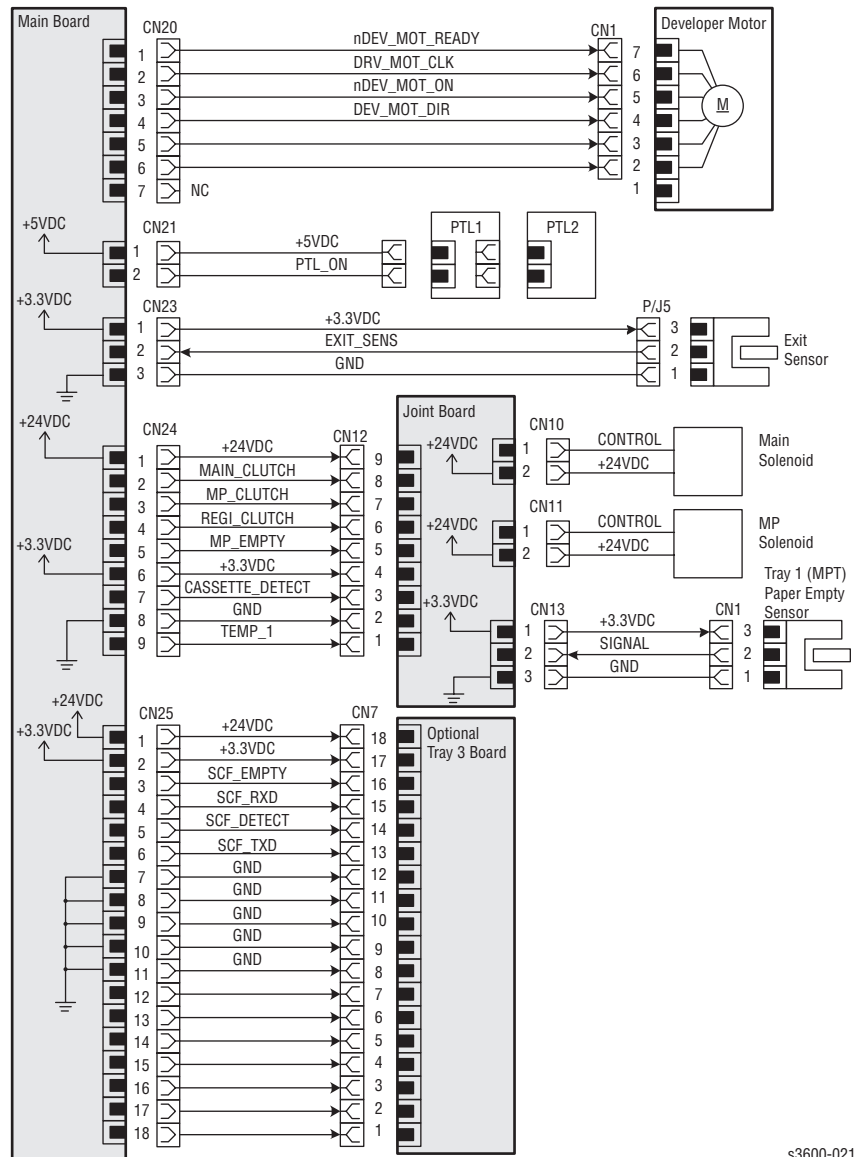 Main Board
CN20
CN1
Developer Motor
1 nDEV_MOT_READY 7
2 DRV_MOT_CLK 6
3 nDEV_MOT_ON 5
M
4 DEV_MOT_DIR 4
5 3
6 2
7 NC 1
+5VDC
CN21
PTL1
PTL2
1 +5VDC
2 PTL_ON
+3.3VDC
CN23
P/J5
1 +3.3VDC 3
2 EXIT_SENS 2
3 GND 1
Exit
Sensor
+24VDC
CN24
CN12
1 +24VDC 9
2 MAIN_CLUTCH 8
3 MP_CLUTCH 7
4 REGI_CLUTCH 6
+3.3VDC
5 MP_EMPTY 5
6 +3.3VDC 4
7 CASSETTE_DETECT 3
8 GND 2
9 TEMP_1 1
Joint Board
+24VDC
CN10
1 CONTROL
2 +24VDC
Main
Solenoid
+24VDC
CN11
1 CONTROL
2 +24VDC
MP
Solenoid
Tray 1 (MPT)
Paper Empty
Sensor
+3.3VDC
CN13
CN1
1 +3.3VDC 3
2 SIGNAL 2
3 GND 1
+24VDC
+3.3VDC
CN25
CN7
Optional
Tray 3 Board
1 +24VDC 18
2 +3.3VDC 17
3 SCF_EMPTY 16
4 SCF_RXD 15
5 SCF_DETECT 14
6 SCF_TXD 13
7 GND 12
8 GND 11
9 GND 10
10 GND 9
11 GND 8
12 7
13 6
14 5
15 4
16 3
17 2
18 1
s3600-021